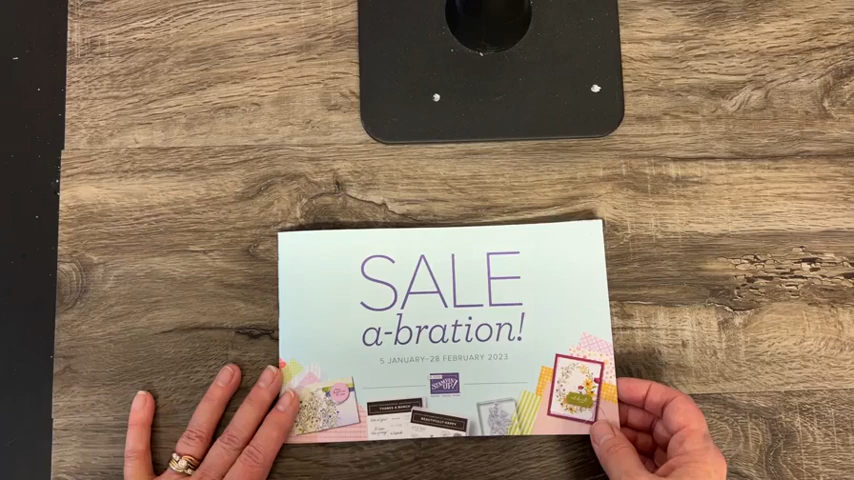 SALE
a-bration!
5 JANUARY–28 FEBRUARY 2023
STAMPIN' UP!
THANKS A BUNCH
BEAUTIFULLY HAPPY